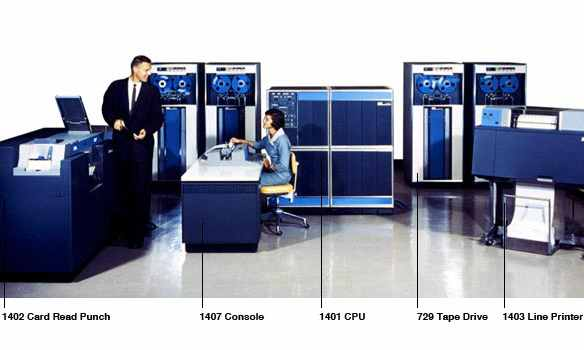 1402 Card Read Punch
1407 Console
1401 CPU
729 Tape Drive
1403 Line Printer